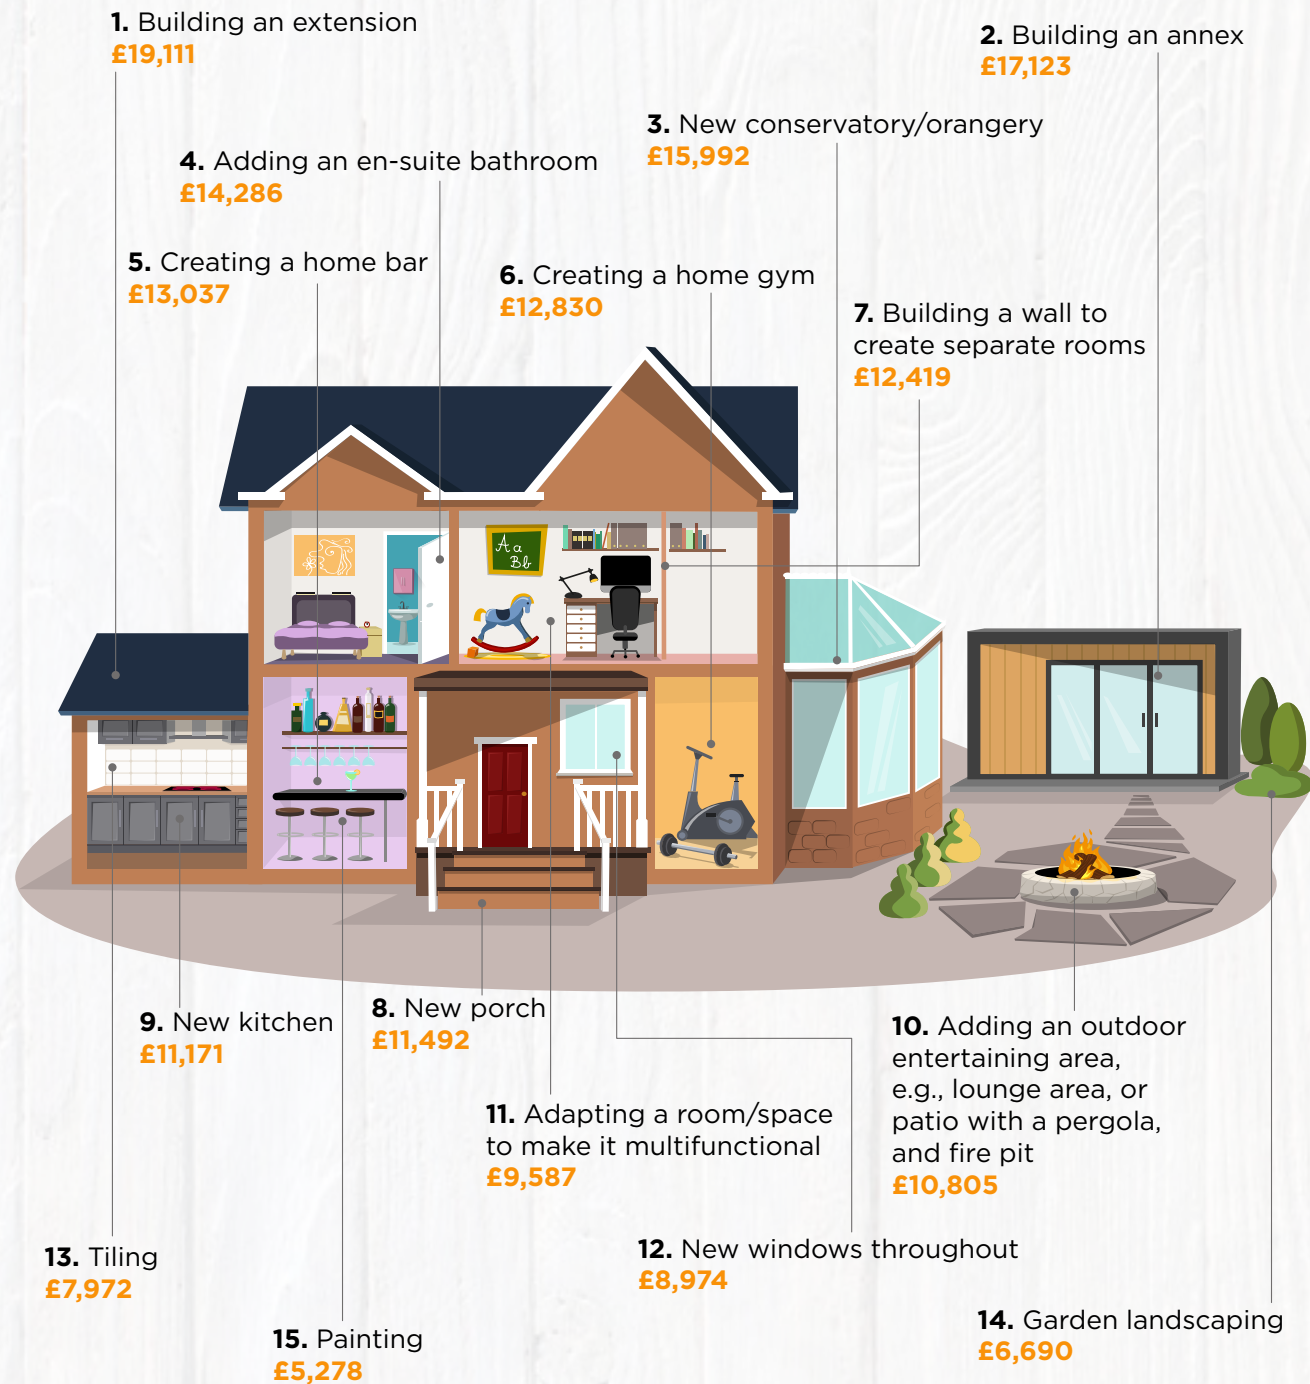 1. Building an extension
£19,111
2. Building an annex
£17,123
3. New conservatory/orangery
£15,992
4. Adding an en-suite bathroom
£14,286
5. Creating a home bar
£13,037
6. Creating a home gym
£12,830
7. Building a wall to
create separate rooms
£12,419
Aa
Bb
8. New porch
£11,492
9. New kitchen
£11,171
10. Adding an outdoor
entertaining area,
e.g., lounge area, or
patio with a pergola,
and fire pit
£10,805
11. Adapting a room/space
to make it multifunctional
£9,587
12. New windows throughout
£8,974
13. Tiling
£7,972
14. Garden landscaping
£6,690
15. Painting
£5,278